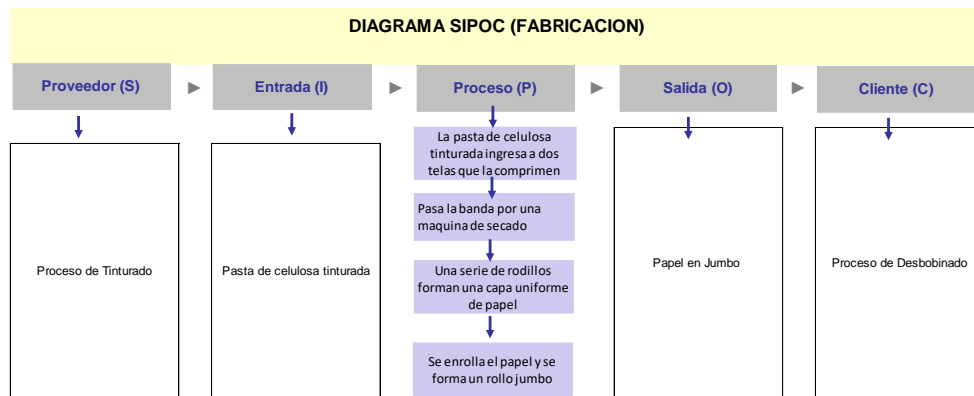 DIAGRAMA SIPOC (FABRICACION)
Proveedor (S)
Entrada (I)
Proceso (P)
Salida (O)
Cliente (C)
Proceso de Tinturado
Pasta de celulosa tinturada
La pasta de celulosa
tinturada ingresa a dos
telas que la comprimen
Pasa la banda por una
maquina de secado
Una serie de rodillos
forman una capa uniforme
de papel
Se enrolla el papel y se
forma un rollo jumbo
Papel en Jumbo
Proceso de Desbobinado